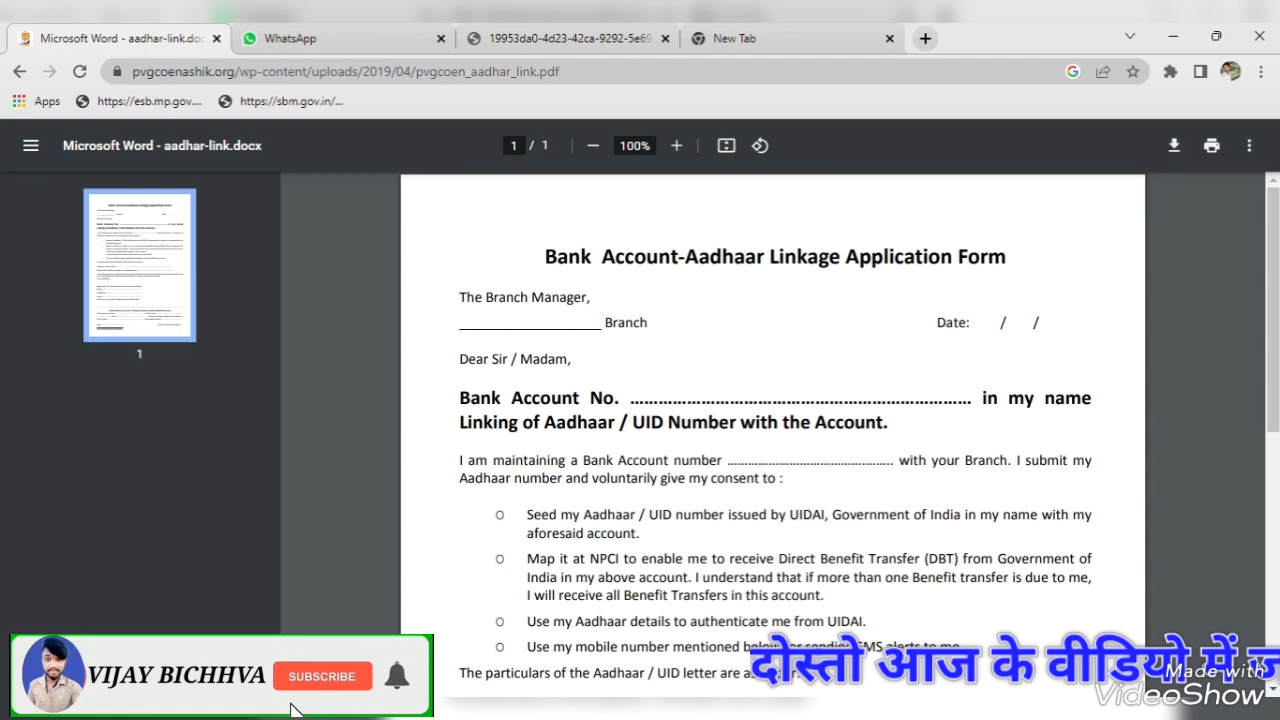 Microsoft Word - aadhar-link.doc
WhatsApp
19953da0-4d23-42ca-9292-5e69
New Tab
pvgcoenashik.org/wp-content/uploads/2019/04/pvgcoen_aadhar_link.pdf
Apps
https://esb.mp.gov....
https://sbm.gov.in/...
Microsoft Word - aadhar-link.docx
1 / 1
100%
1
Bank Account-Aadhaar Linkage Application Form
The Branch Manager,
____________________ Branch Date: / /
Dear Sir / Madam,
Bank Account No. ……………………………………………………………… in my name
Linking of Aadhaar / UID Number with the Account.
I am maintaining a Bank Account number ……………………………………….. with your Branch. I submit my
Aadhaar number and voluntarily give my consent to :
O Seed my Aadhaar / UID number issued by UIDAI, Government of India in my name with my
aforesaid account.
O Map it at NPCI to enable me to receive Direct Benefit Transfer (DBT) from Government of
India in my above account. I understand that if more than one Benefit transfer is due to me,
I will receive all Benefit Transfers in this account.
O Use my Aadhaar details to authenticate me from UIDAI.
O Use my mobile number mentioned SMS alerts to me
The particulars of the Aadhaar / UID letter are
VIJAY BICHHVA
SUBSCRIBE
दोस्तो आज के वीडियो में
Made with
VideoShow